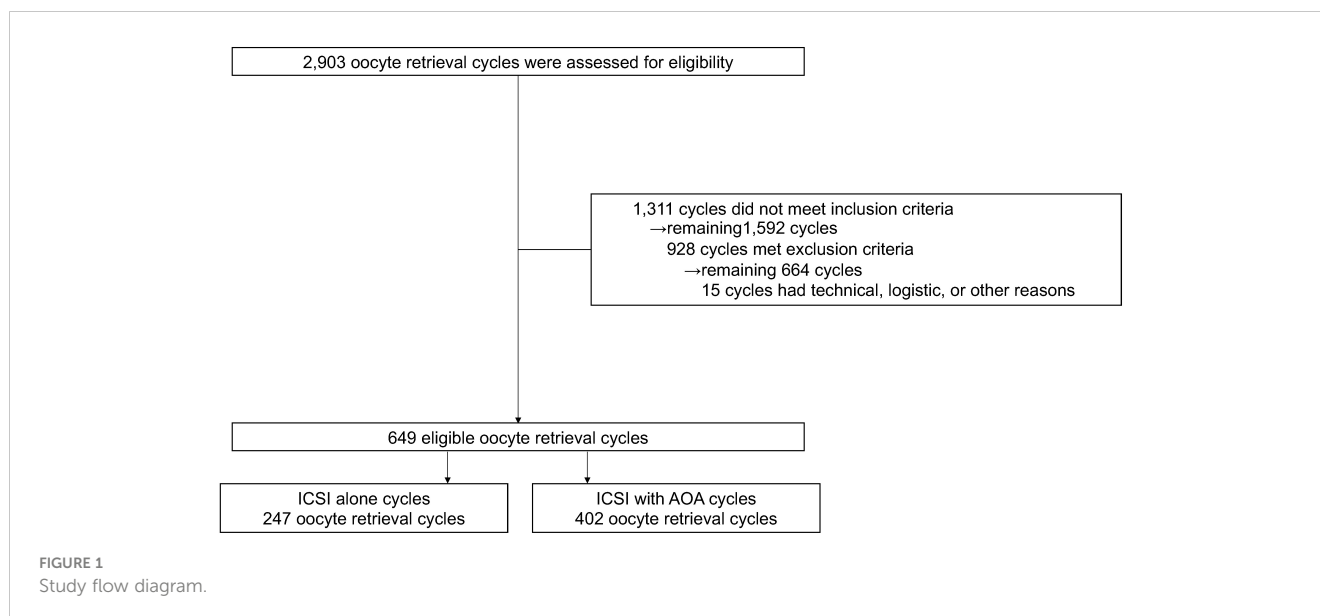 2,903 oocyte retrieval cycles were assessed for eligibility
1,311 cycles did not meet inclusion criteria
→remaining1,592 cycles
928 cycles met exclusion criteria
→remaining 664 cycles
15 cycles had technical, logistic, or other reasons
649 eligible oocyte retrieval cycles
ICSI alone cycles
247 oocyte retrieval cycles
ICSI with AOA cycles
402 oocyte retrieval cycles
FIGURE 1
Study flow diagram.